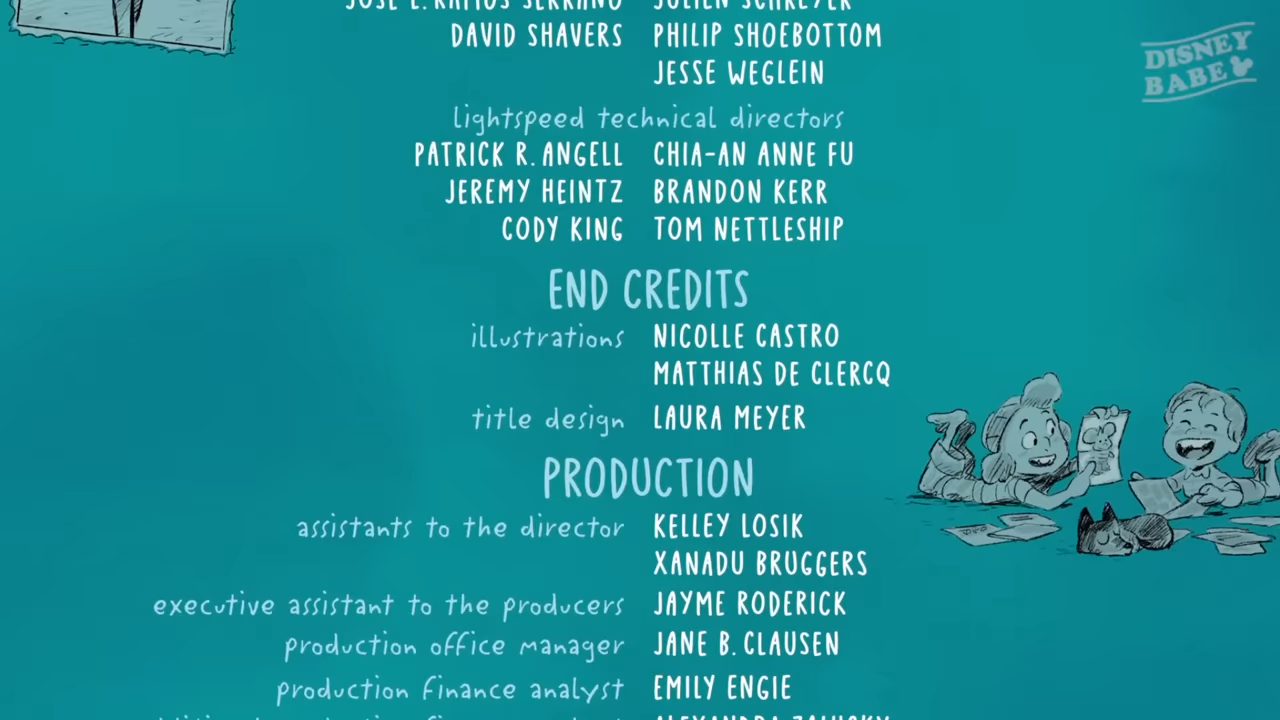 DAVID SHAVERS PHILIP SHOEBOTTOM
JESSE WEGLEIN
lightspeed technical directors
PATRICK R. ANGELL CHIA-AN ANNE FU
JEREMY HEINTZ BRANDON KERR
CODY KING TOM NETTLESHIP
END CREDITS
illustrations NICOLLE CASTRO
MATTHIAS DE CLERCQ
title design LAURA MEYER
PRODUCTION
assistants to the director KELLEY LOSIK
XANADU BRUGGERS
executive assistant to the producers JAYME RODERICK
production office manager JANE B. CLAUSEN
production finance analyst EMILY ENGIE
DISNEY
BABE